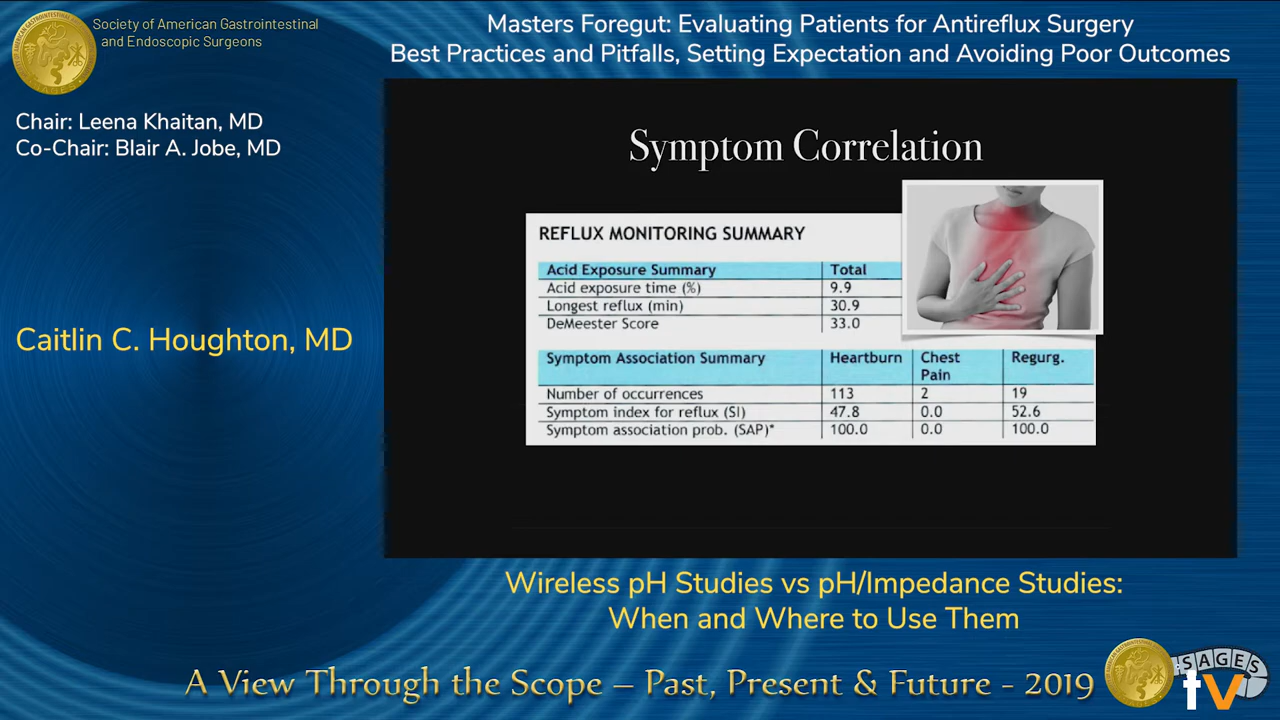 Society of American Gastrointestinal
and Endoscopic Surgeons
Masters Foregut: Evaluating Patients for Antireflux Surgery
Best Practices and Pitfalls, Setting Expectation and Avoiding Poor Outcomes
Chair: Leena Khaitan, MD
Co-Chair: Blair A. Jobe, MD
Caitlin C. Houghton, MD
Symptom Correlation
REFLUX MONITORING SUMMARY
Acid Exposure Summary Total
Acid exposure time (%) 9.9
Longest reflux (min) 30.9
DeMeester Score 33.0
Symptom Association Summary Heartburn Chest Pain Regurg.
Number of occurrences 113 2 19
Symptom index for reflux (SI) 47.8 0.0 52.6
Symptom association prob. (SAP)* 100.0 0.0 100.0
Wireless pH Studies vs pH/Impedance Studies:
When and Where to Use Them
A View Through the Scope – Past, Present & Future - 2019
SAGES
tv